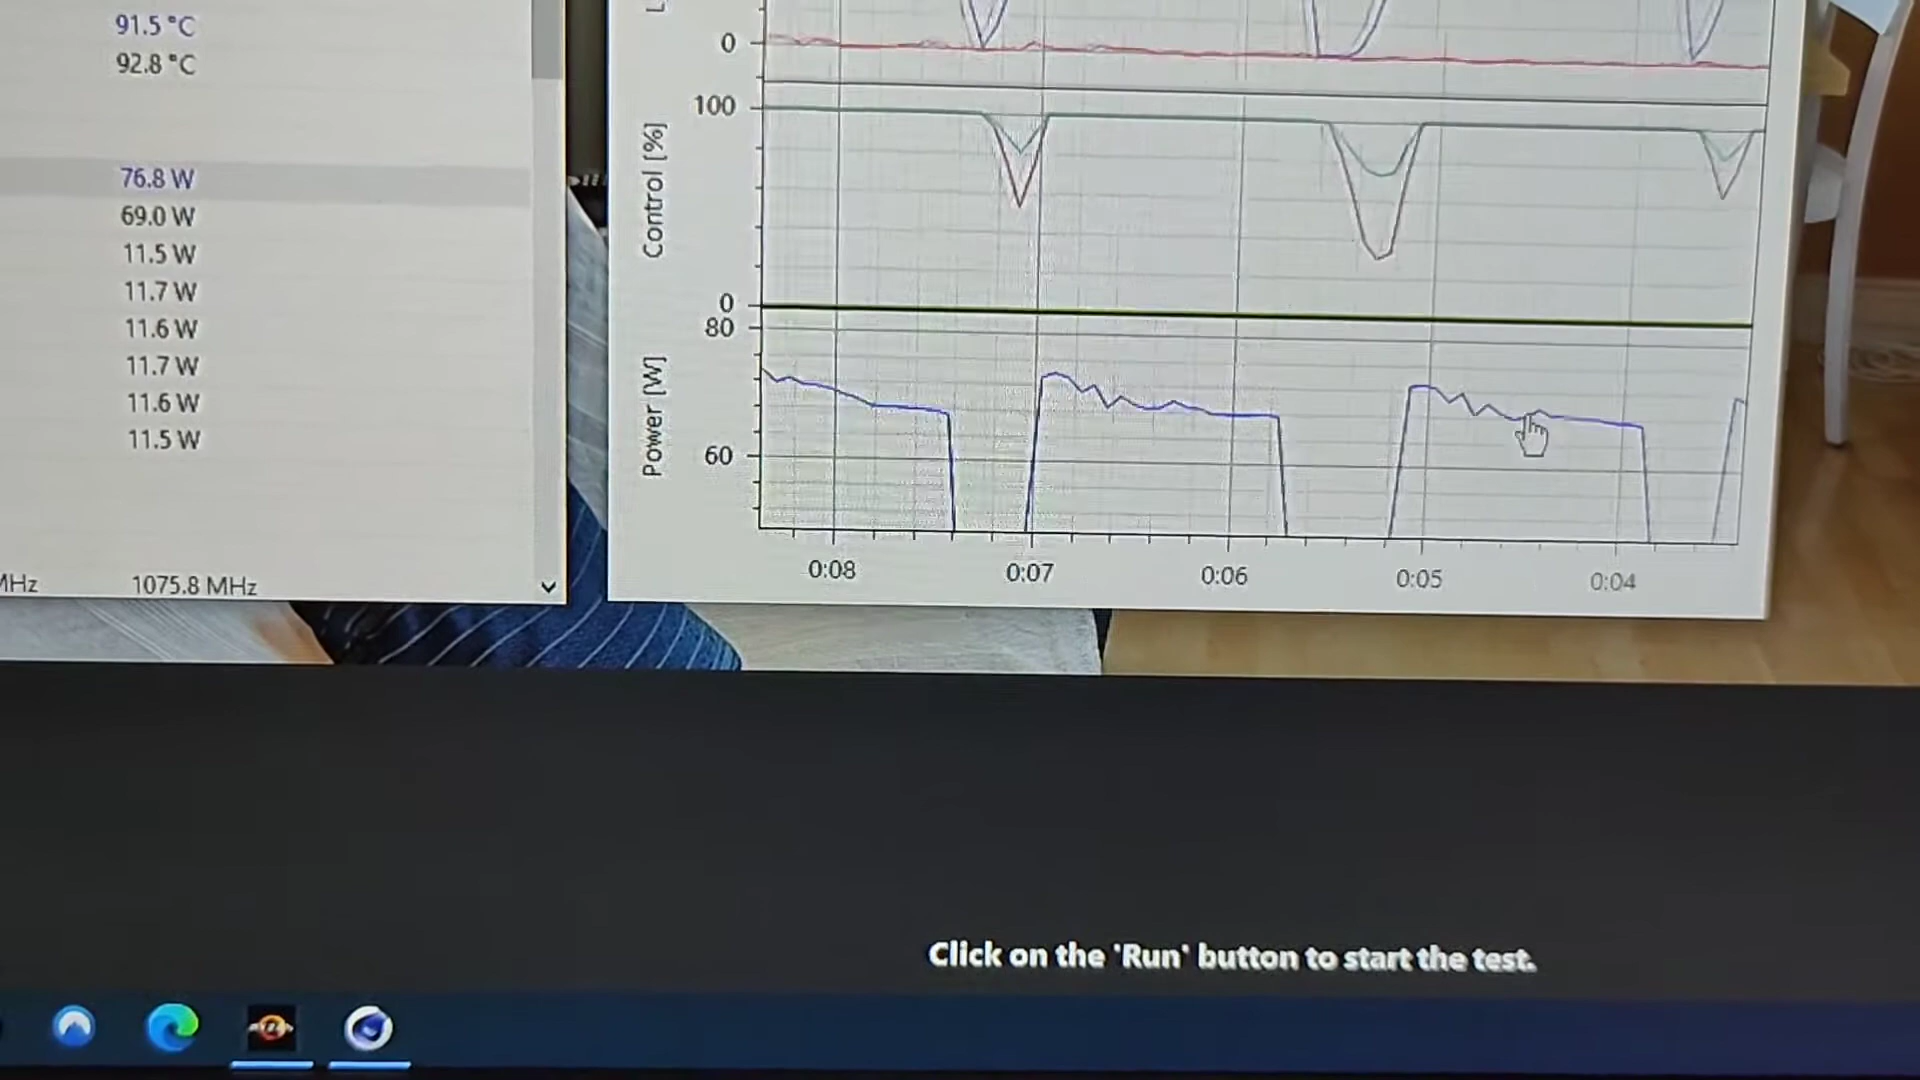 91.5 °C
92.8 °C
76.8 W
69.0 W
11.5 W
11.7 W
11.6 W
11.7 W
11.6 W
11.5 W
MHz 1075.8 MHz
L
0
Control [%]
100
0
Power [W]
80
60
0:08 0:07 0:06 0:05 0:04
Click on the 'Run' button to start the test.